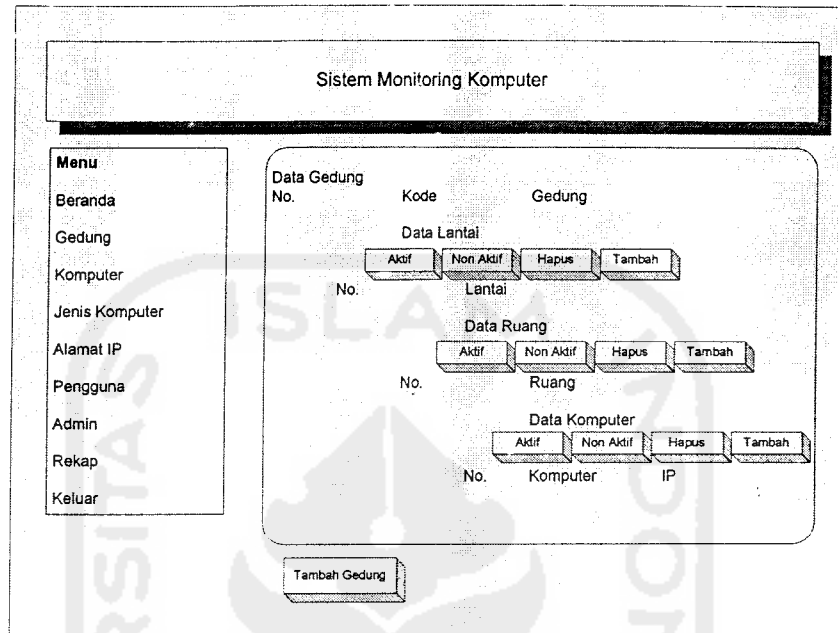 Sistem Monitoring Komputer
Menu
Beranda
Gedung
Komputer
Jenis Komputer
Alamat IP
Pengguna
Admin
Rekap
Keluar
Data Gedung
No. Kode Gedung
Data Lantai
Aktif Non Aktif Hapus Tambah
No. Lantai
Data Ruang
Aktif Non Aktif Hapus Tambah
No. Ruang
Data Komputer
Aktif Non Aktif Hapus Tambah
No. Komputer IP
Tambah Gedung
ISLAM